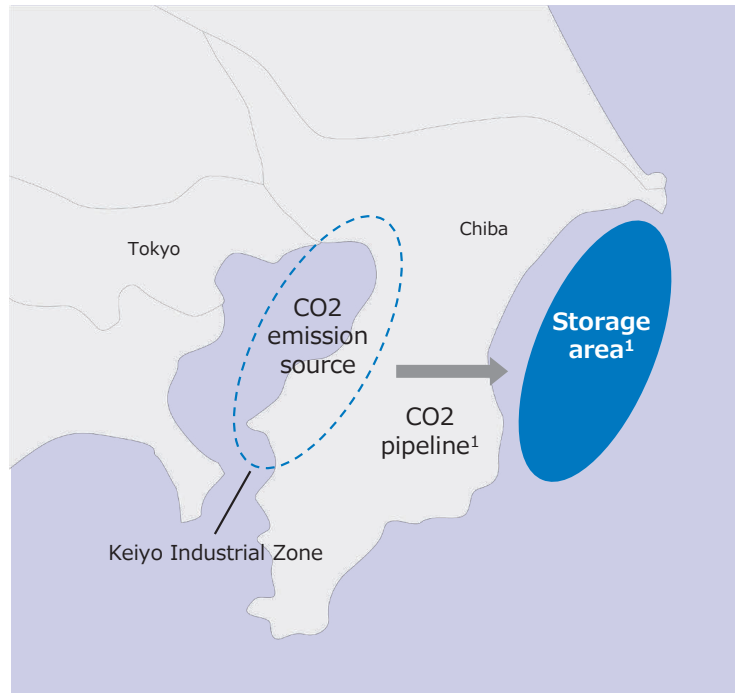 Tokyo
Chiba
CO2
emission
source
Storage
area¹
CO2
pipeline¹
Keiyo Industrial Zone